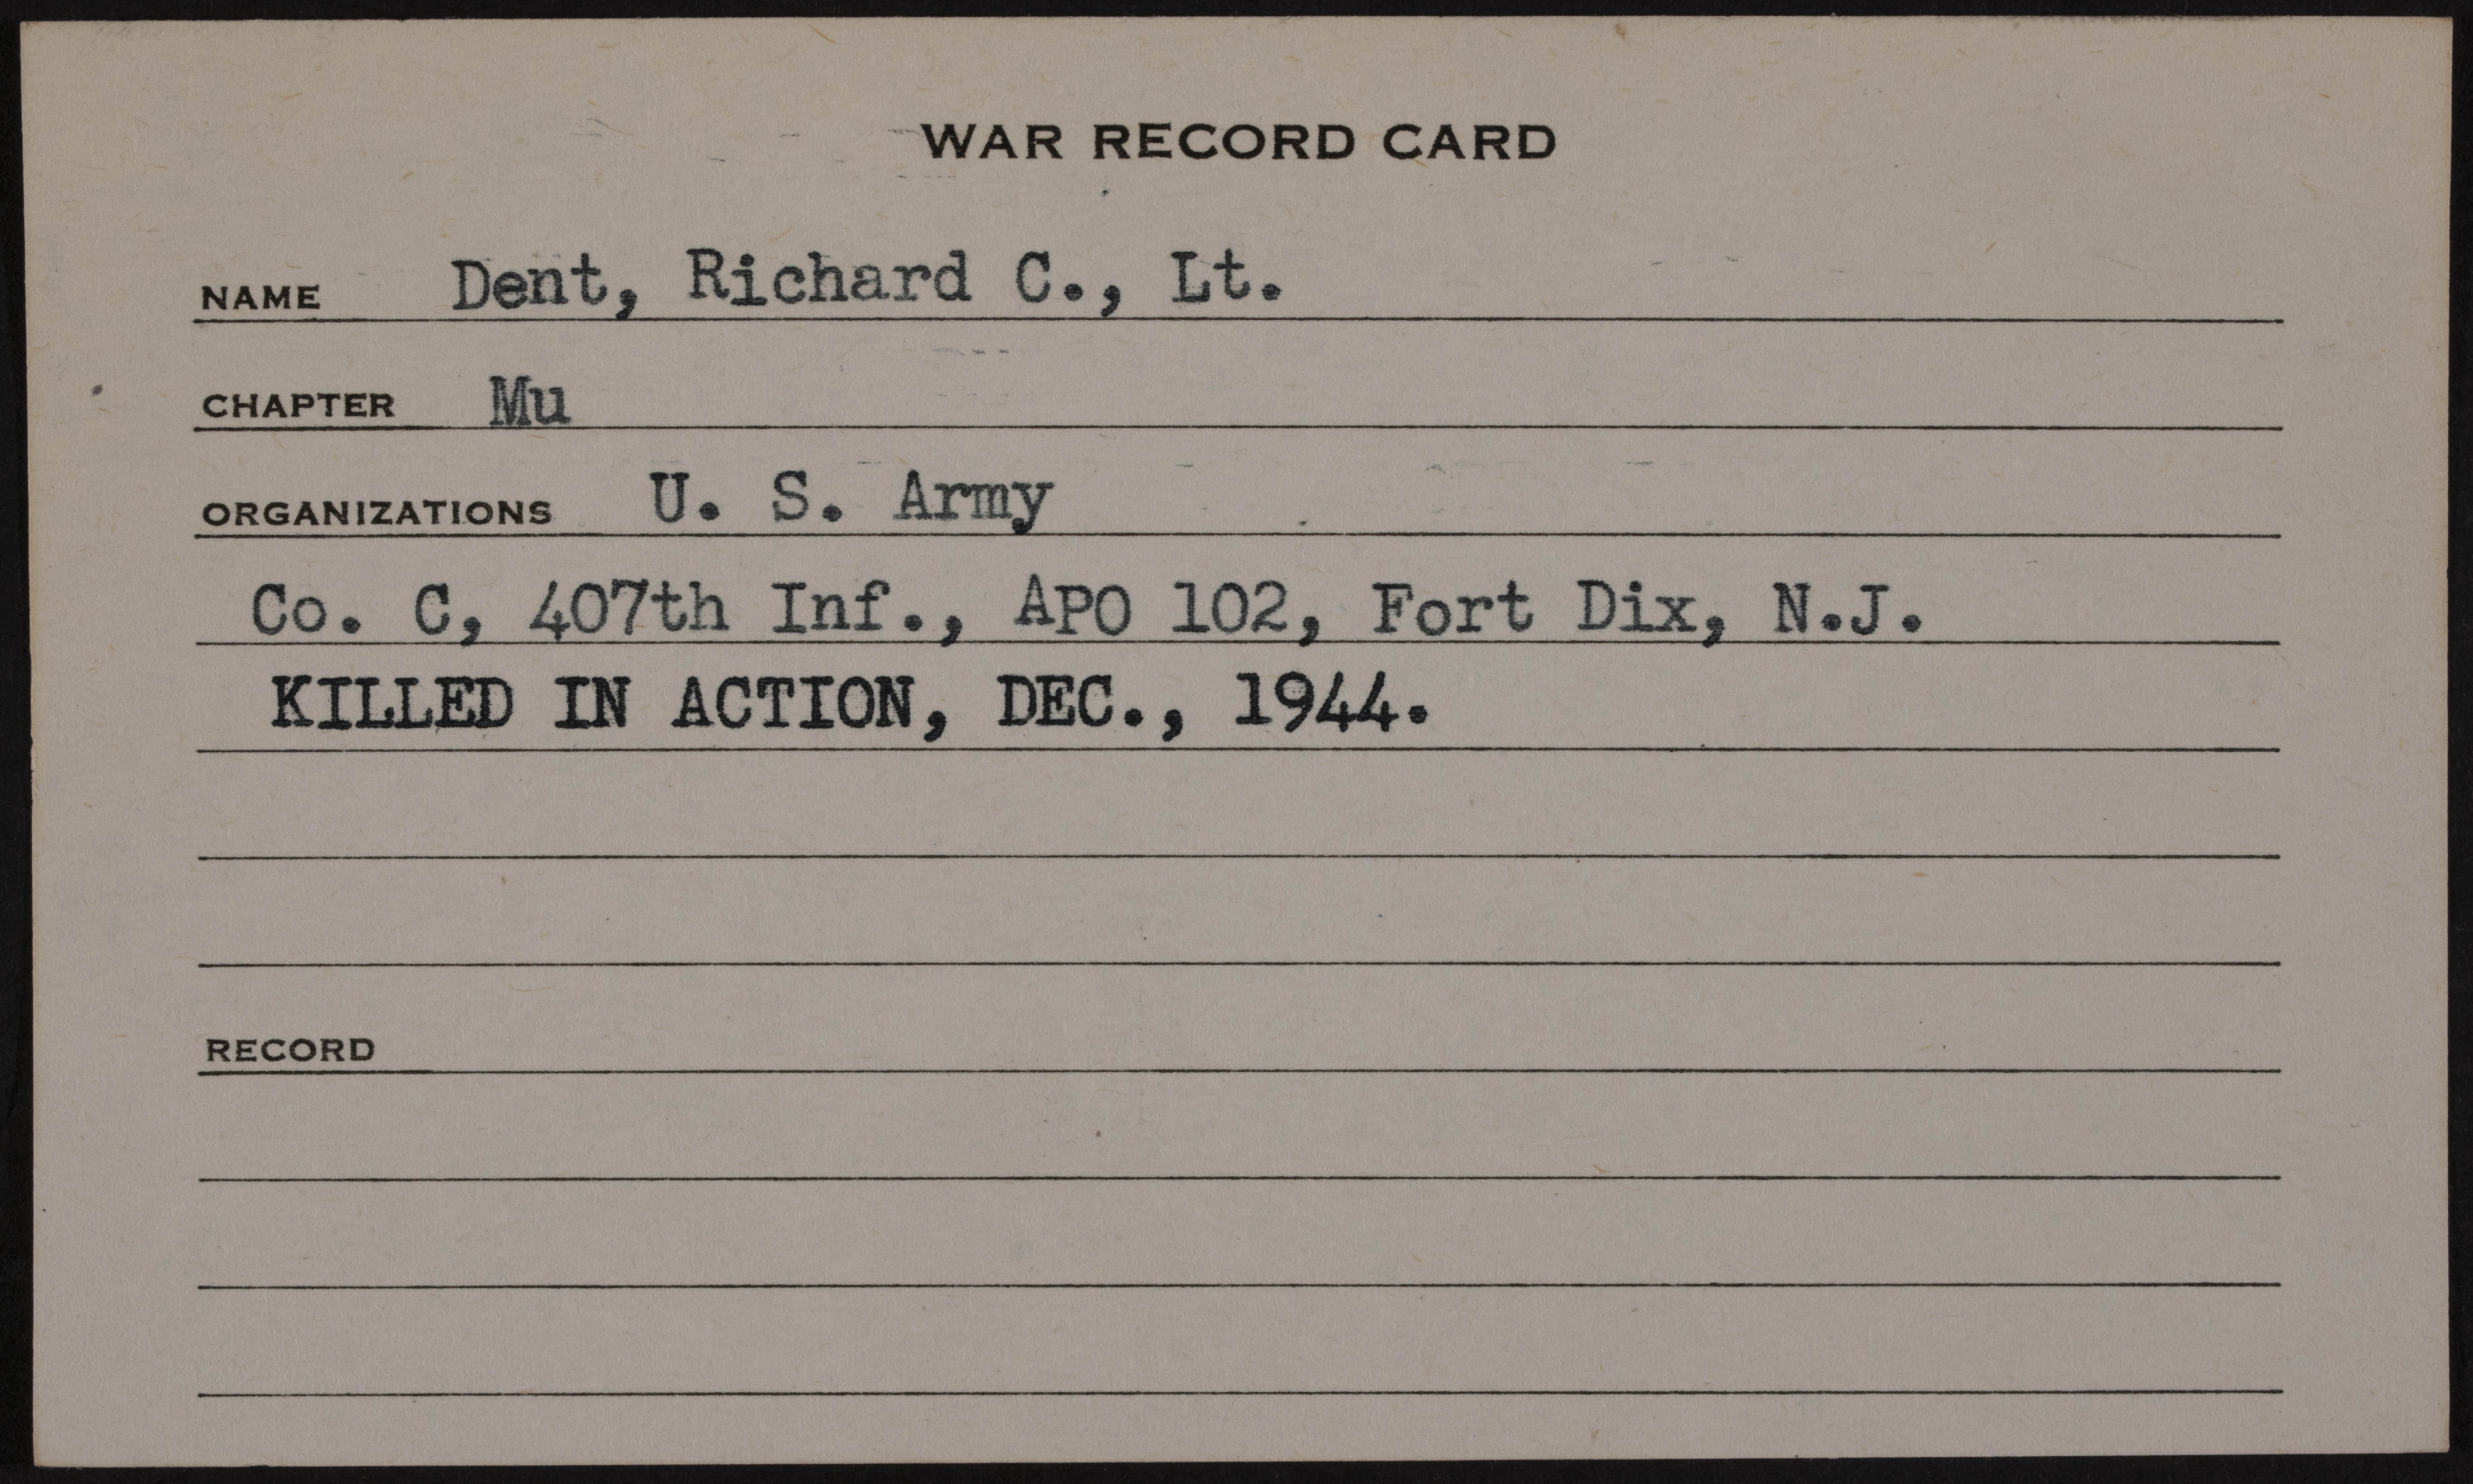 WAR RECORD CARD
NAME Dent, Richard C., Lt.
CHAPTER Mu
ORGANIZATIONS U. S. Army
Co. C, 407th Inf., APO 102, Fort Dix, N.J.
KILLED IN ACTION, DEC., 1944.
RECORD